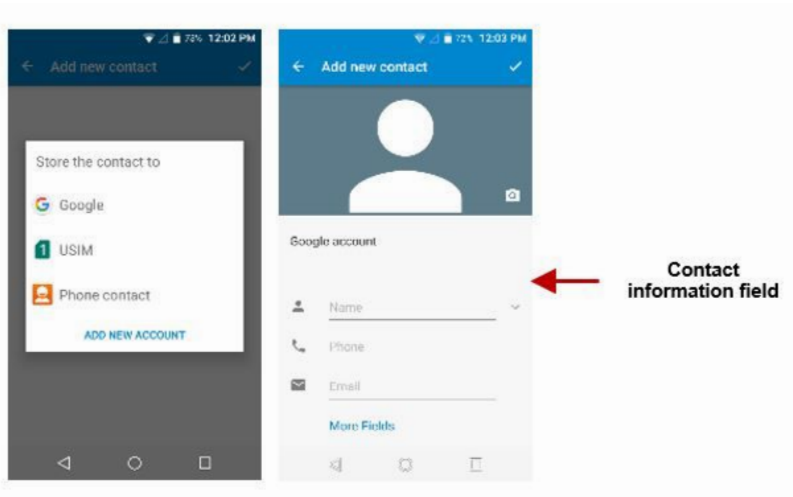 72% 12:02 PM
Add new contact
Store the contact to
Google
1 USIM
Phone contact
ADD NEW ACCOUNT
72% 12:03 PM
Add new contact
Google account
Name
Phone
Email
More Fields
Contact
information field